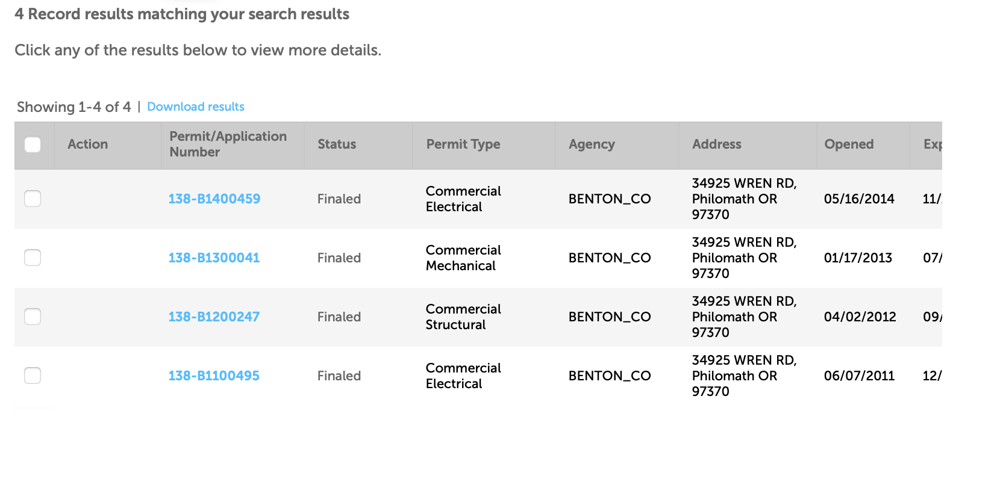 4 Record results matching your search results
Click any of the results below to view more details.
Showing 1-4 of 4 | Download results
Action Permit/Application Number Status Permit Type Agency Address Opened Exp
138-B1400459 Finaled Commercial Electrical BENTON_CO 34925 WREN RD, Philomath OR 97370 05/16/2014 11/
138-B1300041 Finaled Commercial Mechanical BENTON_CO 34925 WREN RD, Philomath OR 97370 01/17/2013 07/
138-B1200247 Finaled Commercial Structural BENTON_CO 34925 WREN RD, Philomath OR 97370 04/02/2012 09/
138-B1100495 Finaled Commercial Electrical BENTON_CO 34925 WREN RD, Philomath OR 97370 06/07/2011 12/